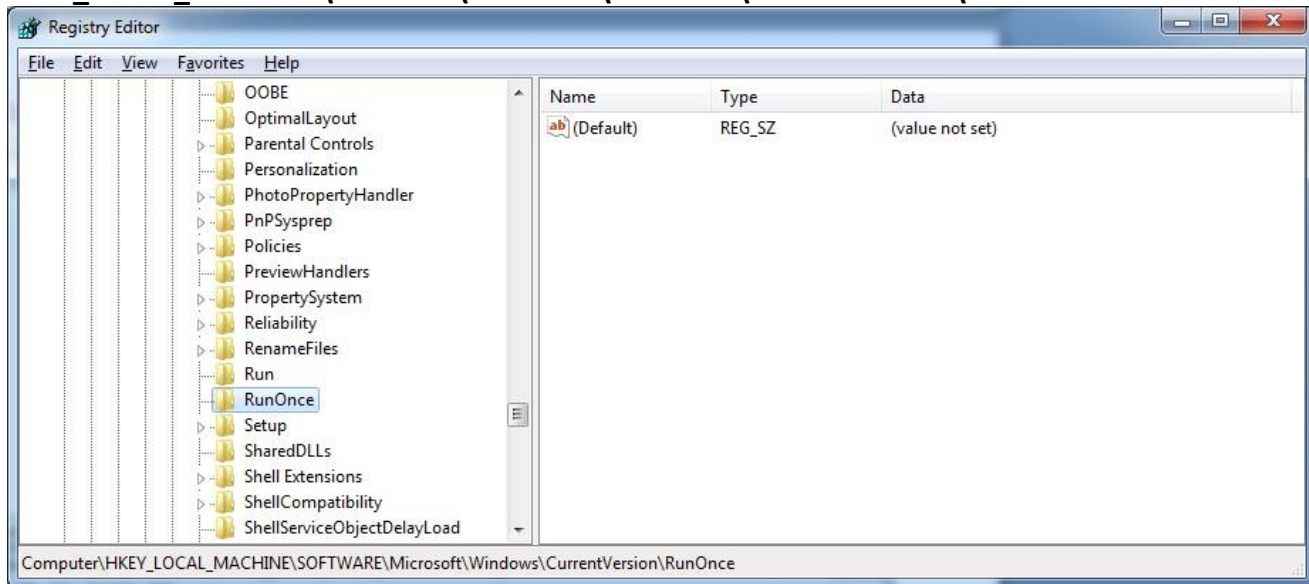 Registry Editor
File Edit View Favorites Help
OOBE
OptimalLayout
Parental Controls
Personalization
PhotoPropertyHandler
PnPSysprep
Policies
PreviewHandlers
PropertySystem
Reliability
RenameFiles
Run
RunOnce
Setup
SharedDLLs
Shell Extensions
ShellCompatibility
ShellServiceObjectDelayLoad
Name Type Data
ab (Default) REG_SZ (value not set)
Computer\HKEY_LOCAL_MACHINE\SOFTWARE\Microsoft\Windows\CurrentVersion\RunOnce